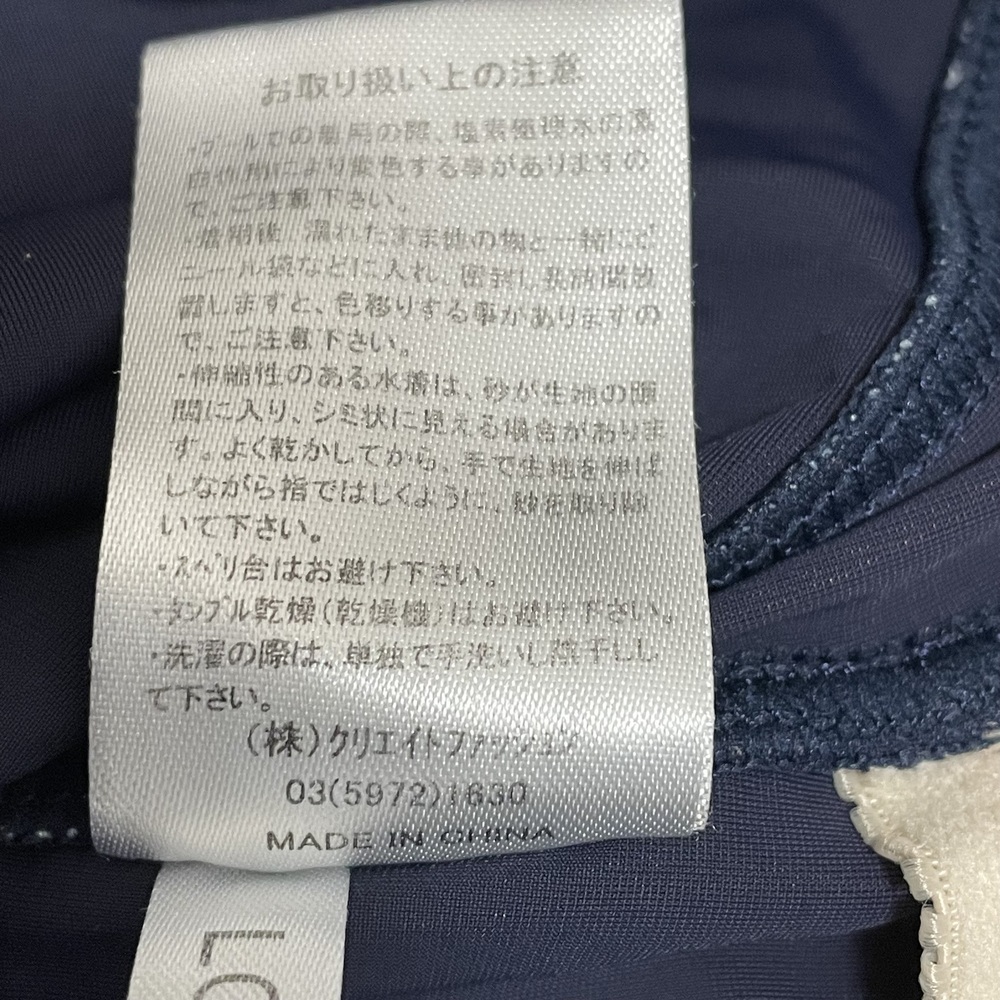 お取り扱い上の注意
・プールでの着用の際、塩素処理水の漂
白作用により変色する事がありますの
で、ご注意下さい。
・着用後、濡れたまま他の物と一緒にビ
ニール袋などに入れ、密封し長時間放
置しますと、色移りする事がありますの
で、ご注意下さい。
・伸縮性のある水着は、砂が生地の隙
間に入り、シミ状に見える場合がありま
す。よく乾かしてから、手で生地を伸ば
しながら指ではじくように、砂を取り除
いて下さい。
・スベリ台はお避け下さい。
・タンブル乾燥(乾燥機)はお避け下さい。
・洗濯の際は、単独で手洗いし陰干しし
て下さい。
(株)クリエイトファッション
03(5972)1630
MADE IN CHINA
LO